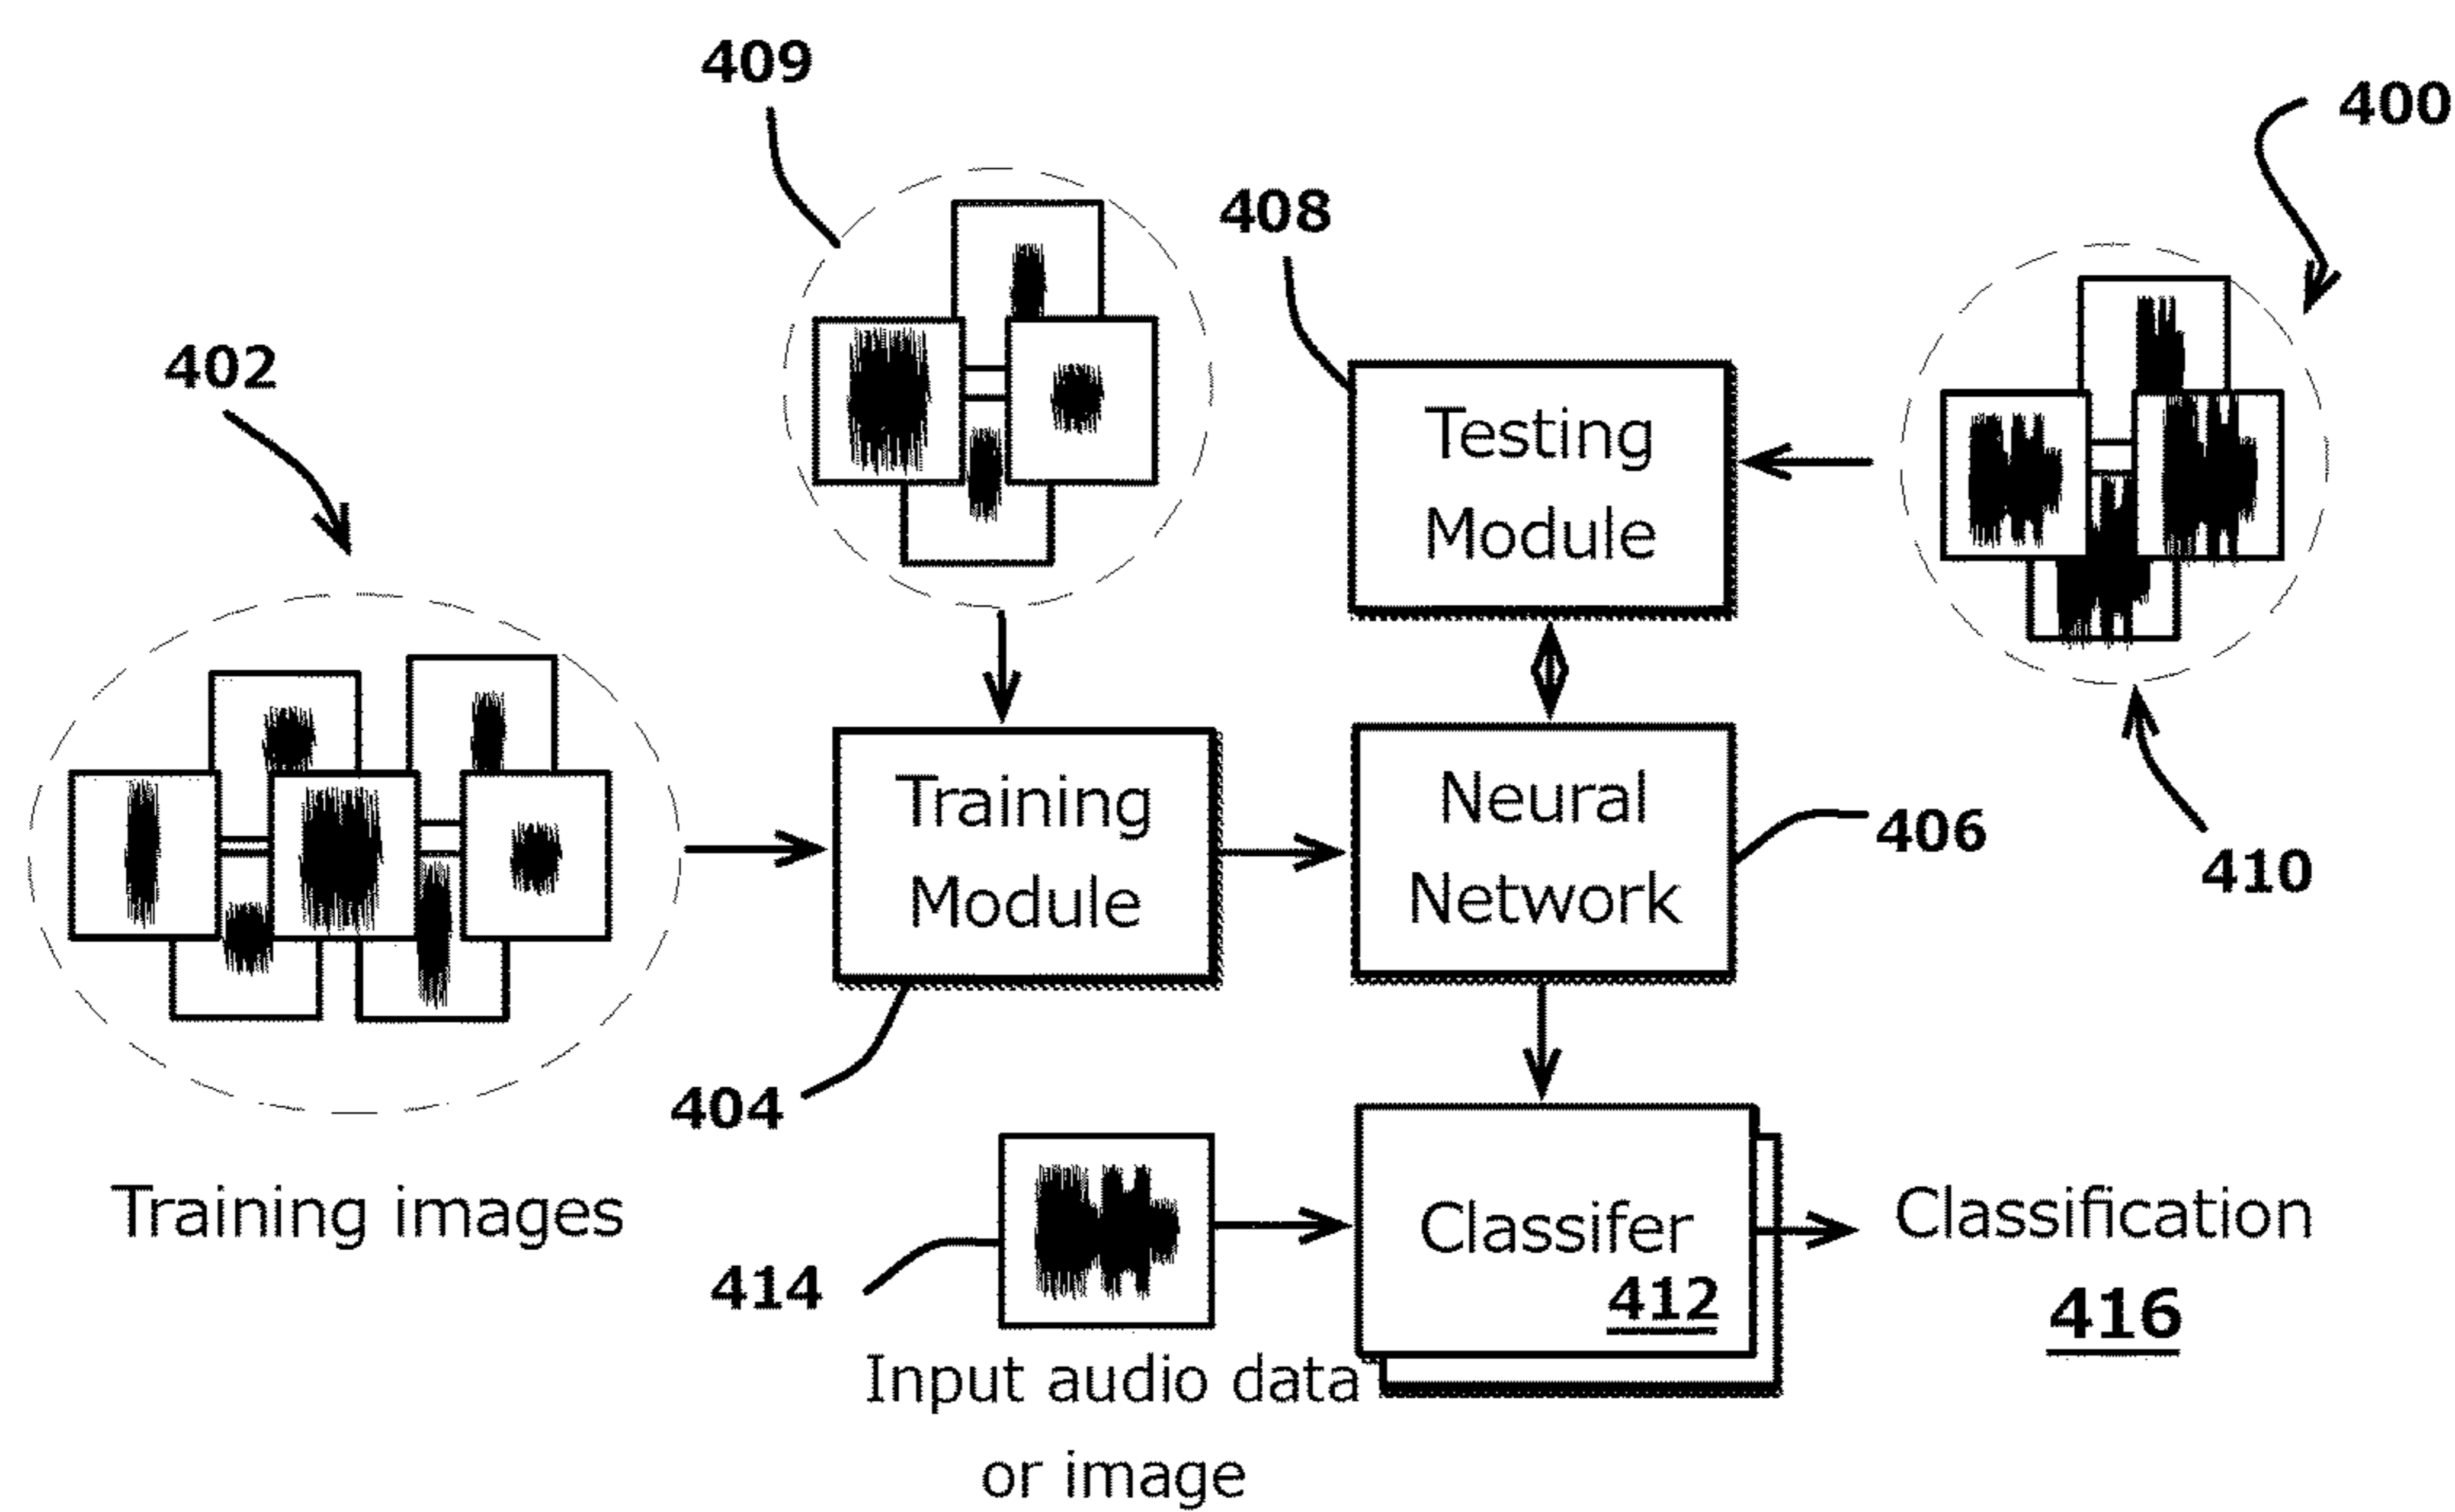 409
400
408
402
Testing
Module
Training
Module
Neural
Network
406
410
404
Training images
414
Classifer
412
Classification
416
Input audio data
or image